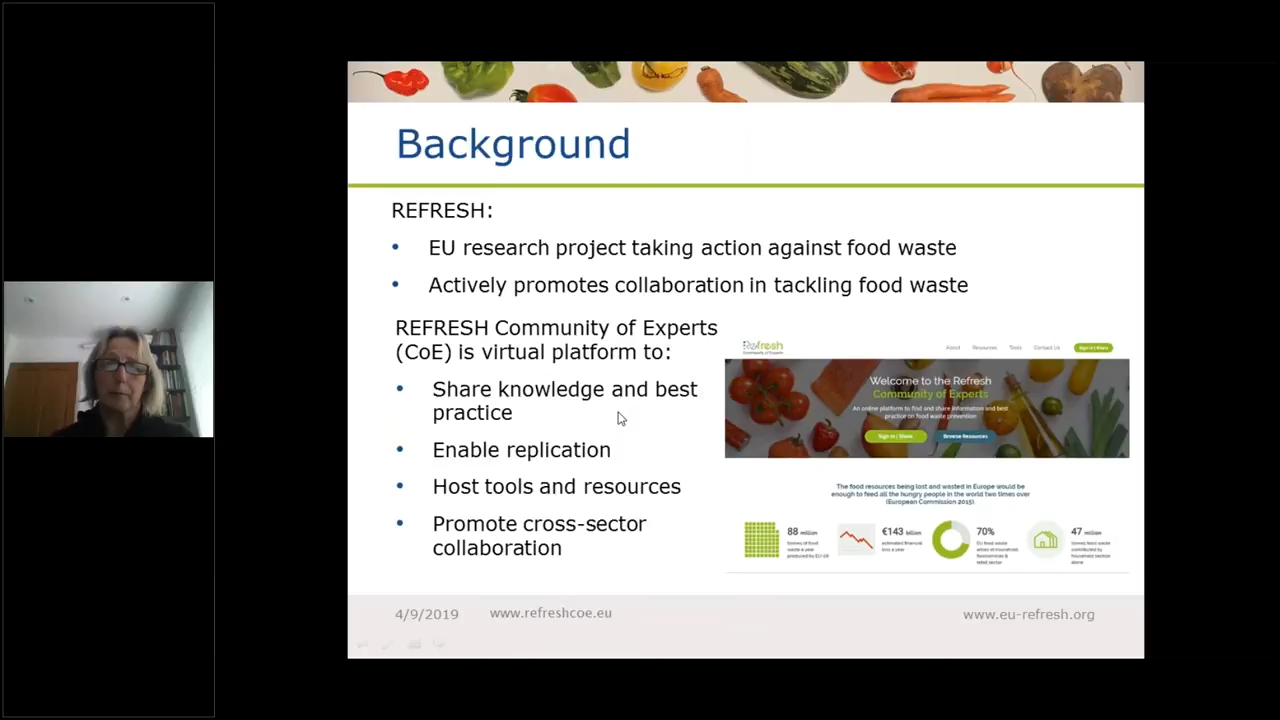 Background
REFRESH:
• EU research project taking action against food waste
• Actively promotes collaboration in tackling food waste
REFRESH Community of Experts
(CoE) is virtual platform to:
• Share knowledge and best
practice
• Enable replication
• Host tools and resources
• Promote cross-sector
collaboration
Refresh
Community of Experts
About Resources Tools Contact Us Sign In | Share
Welcome to the Refresh
Community of Experts
An online platform to find and share information and best
practice on food waste prevention
Sign In | Share Browse Resources
The food resources being lost and wasted in Europe would be
enough to feed all the hungry people in the world two times over
(European Commission 2015).
88 million
tonnes of food
waste a year
produced by EU-28
€143 billion
estimated financial
loss a year
70%
EU food waste
arises at household,
foodservice &
retail sector
47 million
tonnes food waste
contributed by
household section
alone
4/9/2019 www.refreshcoe.eu www.eu-refresh.org